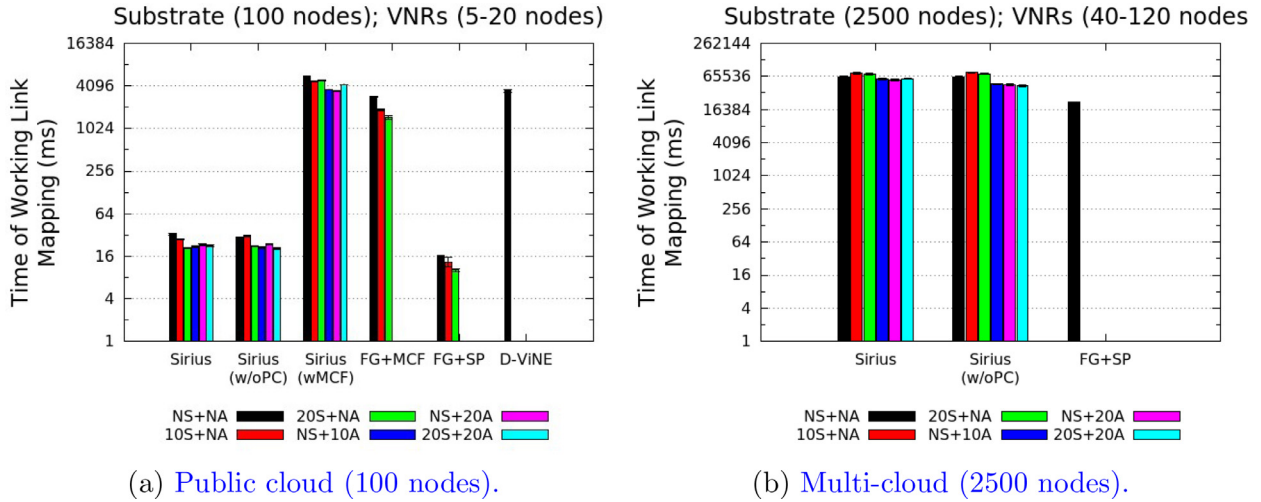 Substrate (100 nodes); VNRs (5-20 nodes)
Time of Working Link
Mapping (ms)
16384
4096
1024
256
64
16
4
1
Sirius
Sirius
(w/oPC)
Sirius
(wMCF)
FG+MCF
FG+SP
D-ViNE
NS+NA
20S+NA
NS+20A
10S+NA
NS+10A
20S+20A
(a) Public cloud (100 nodes).
Substrate (2500 nodes); VNRs (40-120 nodes
Time of Working Link
Mapping (ms)
262144
65536
16384
4096
1024
256
64
16
4
1
Sirius
Sirius
(w/oPC)
FG+SP
NS+NA
20S+NA
NS+20A
10S+NA
NS+10A
20S+20A
(b) Multi-cloud (2500 nodes).